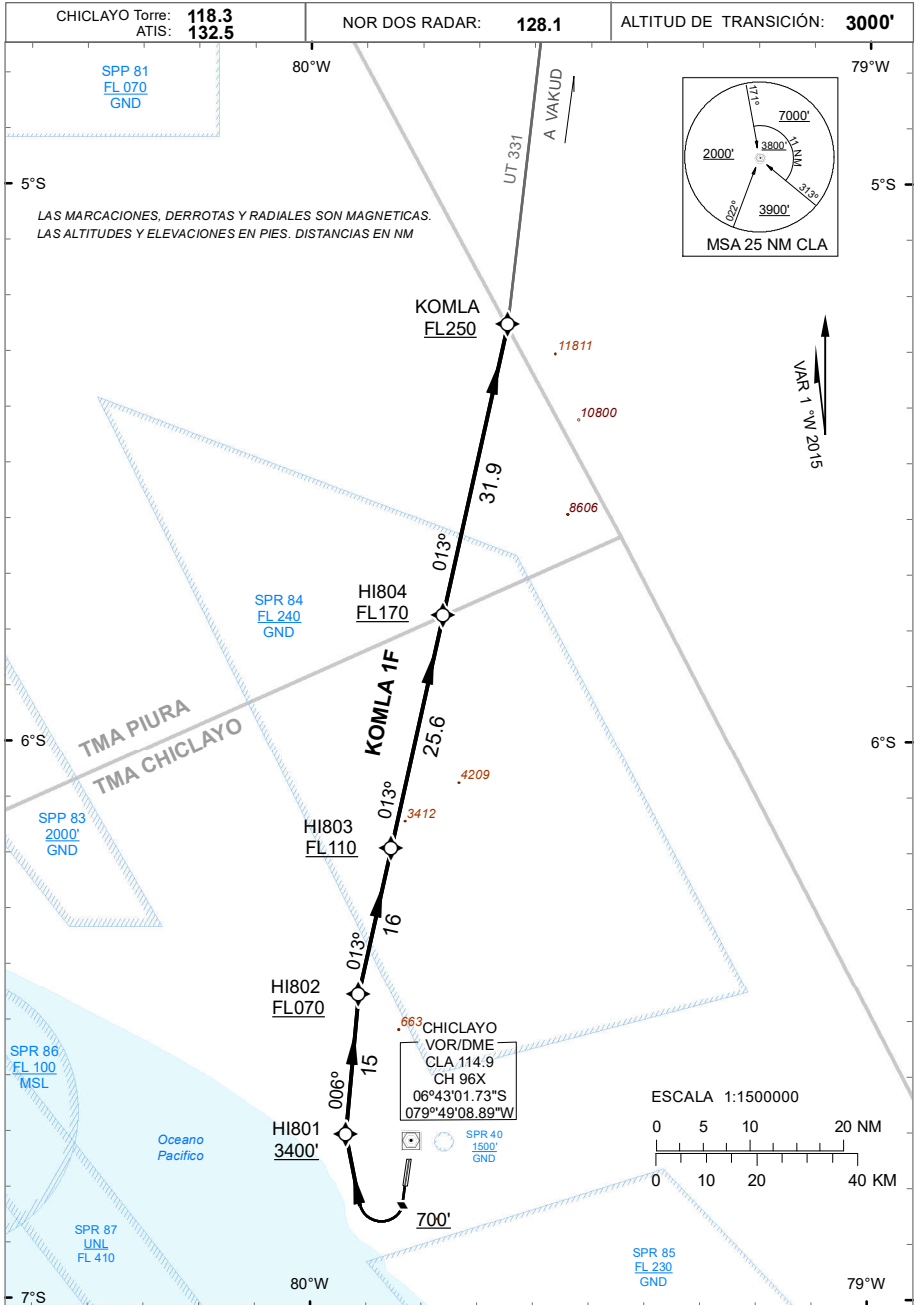 CHICLAYO Torre: 118.3
ATIS: 132.5
NOR DOS RADAR: 128.1
ALTITUD DE TRANSICIÓN: 3000'
80°W
79°W
SPP 81
FL 070
GND
UT 331
A VAKUD
171º
7000'
2000'
3800'
11 NM
313º
022º
3900'
MSA 25 NM CLA
5°S
5°S
LAS MARCACIONES, DERROTAS Y RADIALES SON MAGNETICAS.
LAS ALTITUDES Y ELEVACIONES EN PIES. DISTANCIAS EN NM
KOMLA
FL250
11811
10800
VAR 1 °W 2015
31.9
8606
013º
SPR 84
FL 240
GND
HI804
FL170
KOMLA 1F
25.6
TMA PIURA
TMA CHICLAYO
6°S
6°S
4209
013º
3412
SPP 83
2000'
GND
HI803
FL110
16
013º
HI802
FL070
663
CHICLAYO
VOR/DME
CLA 114.9
CH 96X
06º43'01.73"S
079º49'08.89"W
SPR 86
FL 100
MSL
15
006º
ESCALA 1:1500000
0 5 10 20 NM
0 10 20 40 KM
HI801
3400'
Oceano
Pacifico
SPR 40
1500'
GND
700'
SPR 87
UNL
FL 410
SPR 85
FL 230
GND
80°W
79°W
7°S